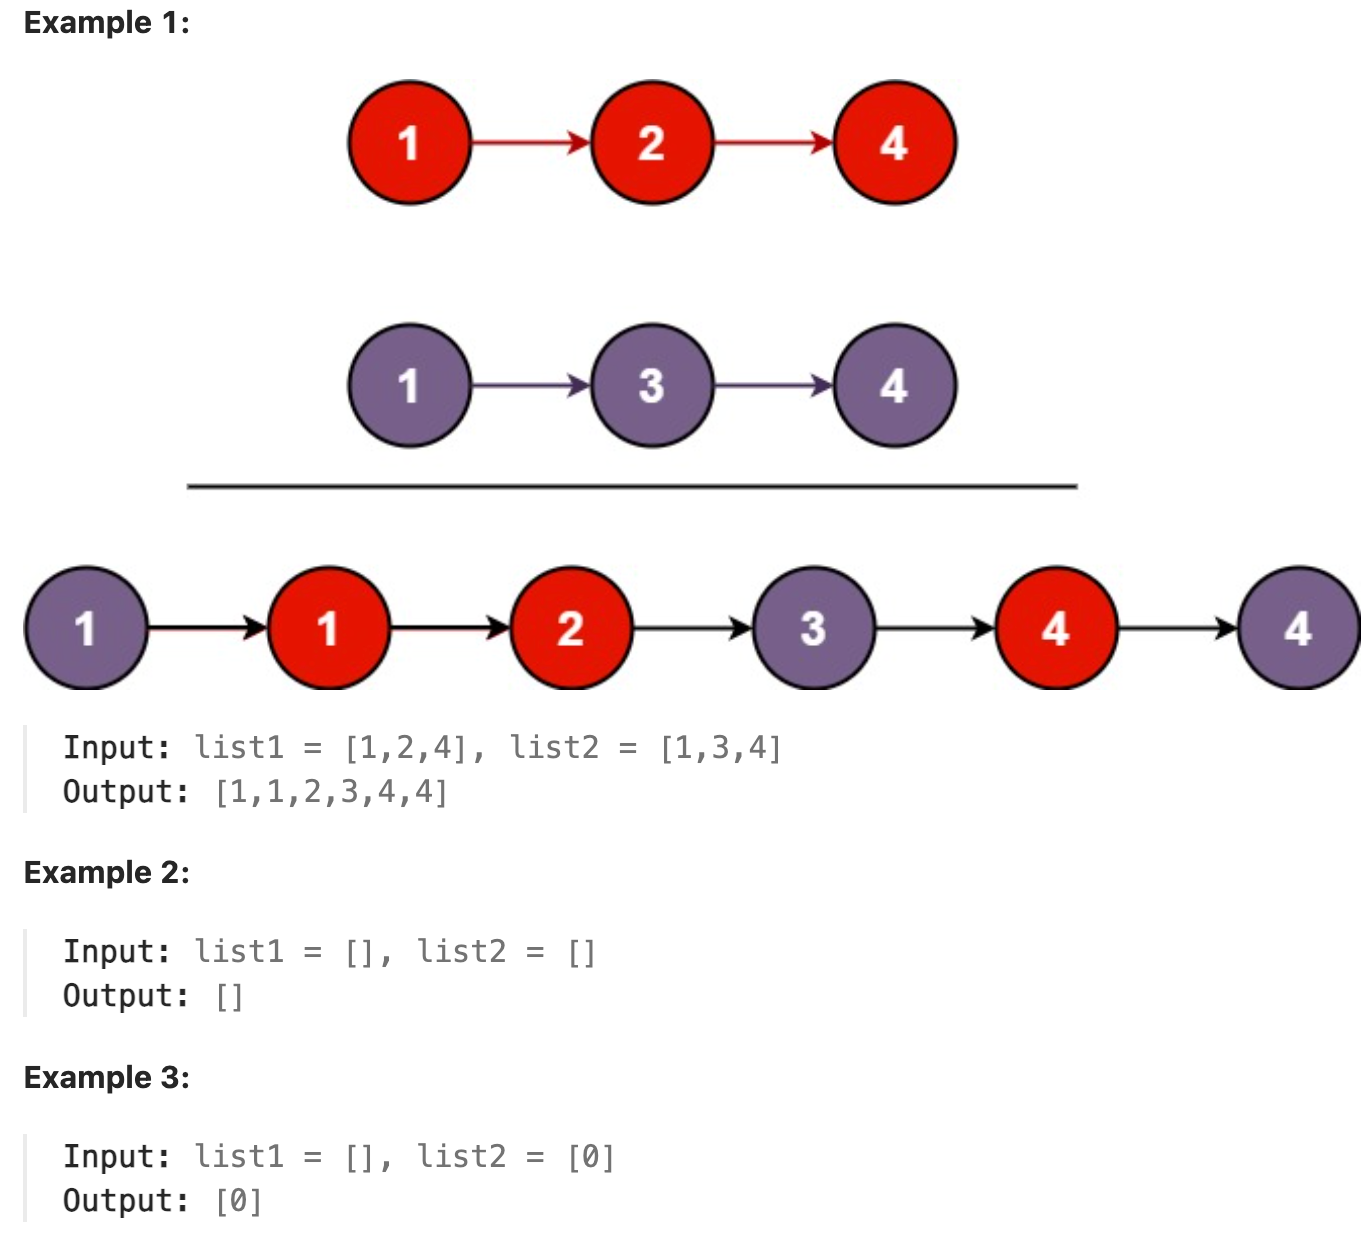 Example 1:
1 2 4
1 3 4
1 1 2 3 4 4
Input: list1 = [1,2,4], list2 = [1,3,4]
Output: [1,1,2,3,4,4]
Example 2:
Input: list1 = [], list2 = []
Output: []
Example 3:
Input: list1 = [], list2 = [0]
Output: [0]